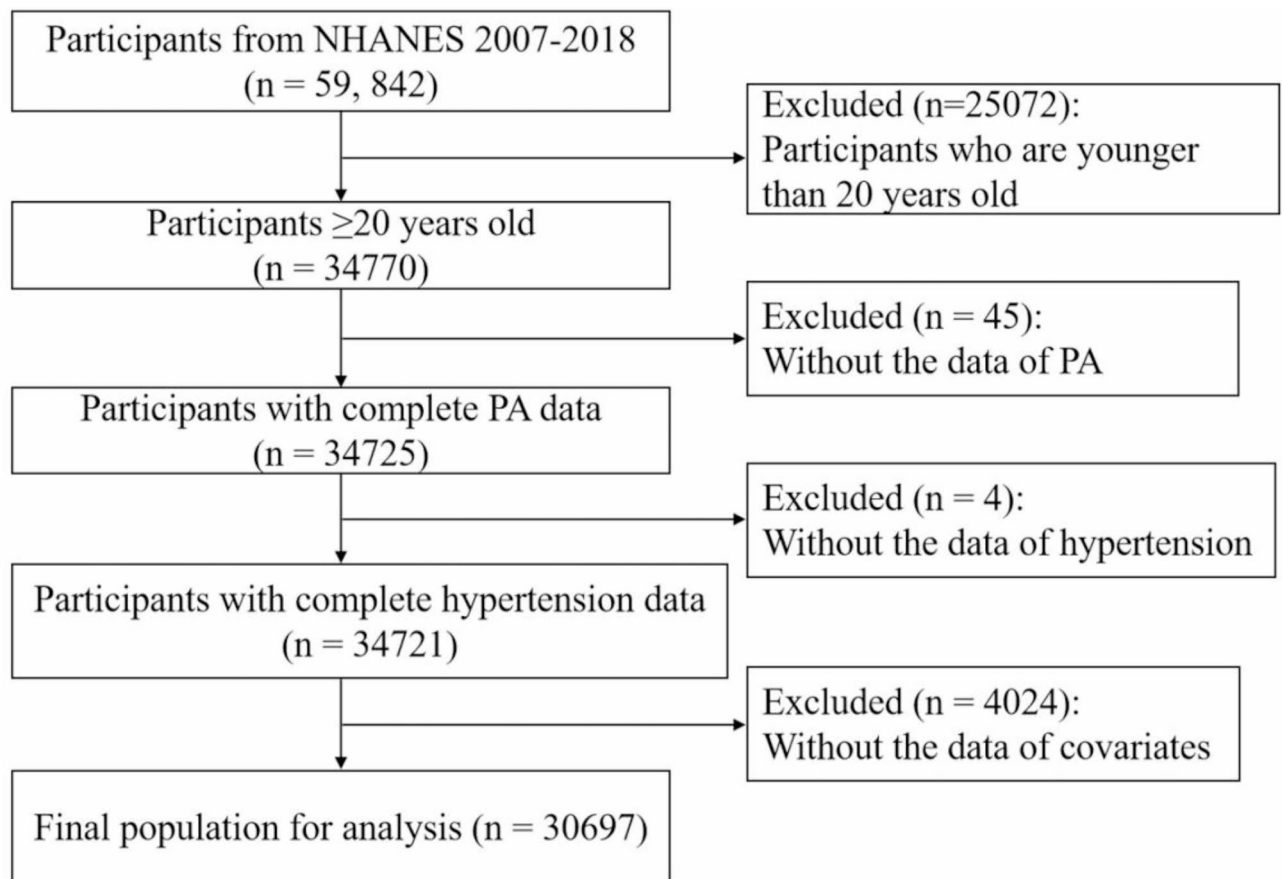 Participants from NHANES 2007-2018
(n = 59, 842)
Excluded (n=25072):
Participants who are younger
than 20 years old
Participants ≥20 years old
(n = 34770)
Excluded (n = 45):
Without the data of PA
Participants with complete PA data
(n = 34725)
Excluded (n = 4):
Without the data of hypertension
Participants with complete hypertension data
(n = 34721)
Excluded (n = 4024):
Without the data of covariates
Final population for analysis (n = 30697)